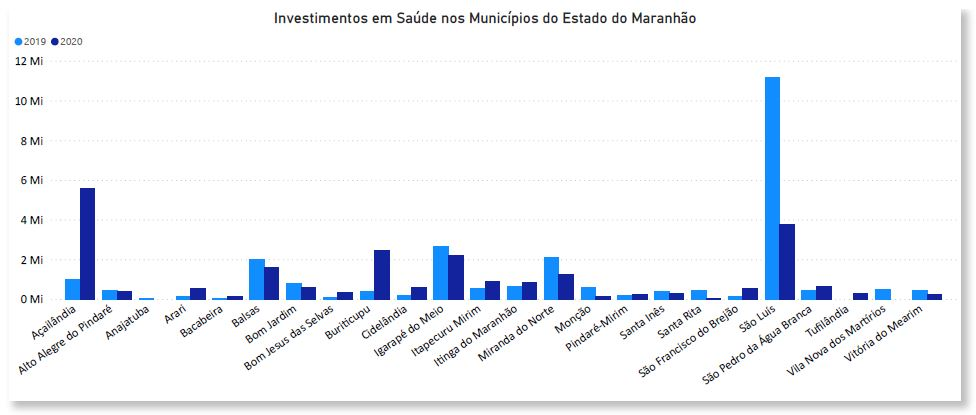 Investimentos em Saúde nos Municípios do Estado do Maranhão
2019 2020
12 Mi
10 Mi
8 Mi
6 Mi
4 Mi
2 Mi
0 Mi
Açailândia
Alto Alegre do Pindaré
Anajatuba
Arari
Bacabeira
Balsas
Bom Jardim
Bom Jesus das Selvas
Buriticupu
Cidelândia
Igarapé do Meio
Itapecuru Mirim
Itinga do Maranhão
Miranda do Norte
Monção
Pindaré-Mirim
Santa Inês
Santa Rita
São Francisco do Brejão
São Luís
São Pedro da Água Branca
Tufilândia
Vila Nova dos Martírios
Vitória do Mearim